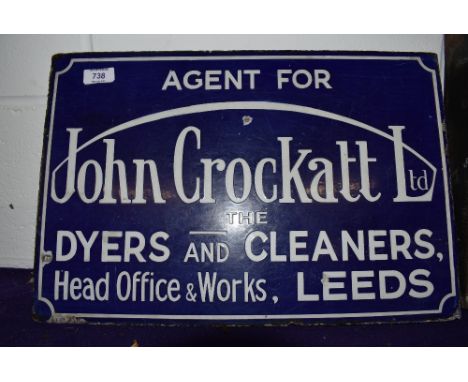 738
AGENT FOR
John Crockatt Ltd
THE
DYERS AND CLEANERS,
Head Office & Works, LEEDS